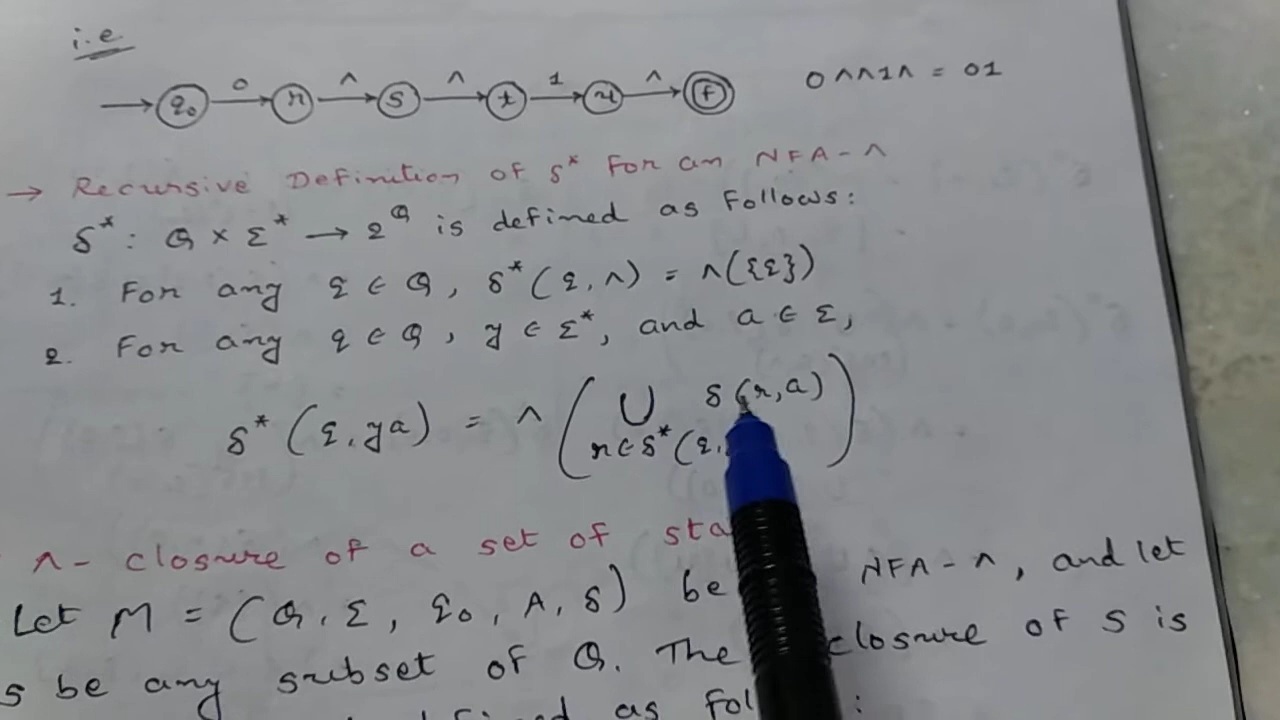 i.e.
q₀ 0 r ^ s ^ t 1 u ^ f 0^^1^ = 01
→ Recursive Definition of δ* for an NFA-^
δ* : Q × Σ* → 2^Q is defined as follows:
1. For any q ∈ Q, δ*(q, ^) = ^({q})
2. For any q ∈ Q, y ∈ Σ*, and a ∈ Σ,
δ*(q, ya) = ^( ∪ δ(r, a) )
r ∈ δ*(q,
^- closure of a set of
Let M = (Q, Σ, q₀, A, δ) be NFA-^, and let
S be any subset of Q. The closure of S is
as